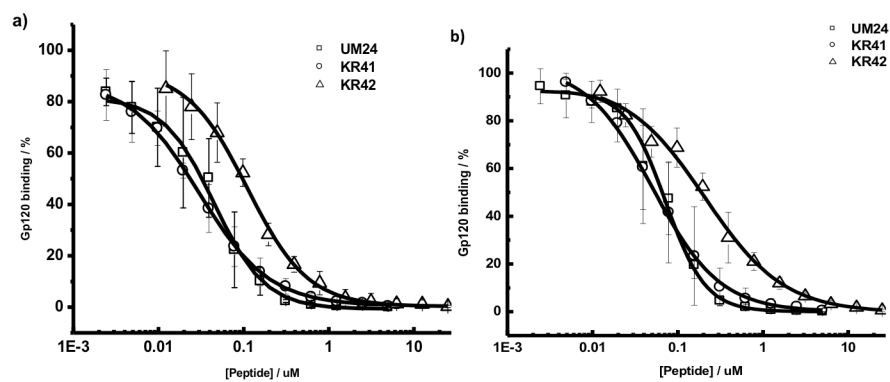 a)
UM24
KR41
KR42
100
80
60
40
20
0
Gp120 binding / %
1E-3 0.01 0.1 1 10
[Peptide] / uM
b)
UM24
KR41
KR42
100
80
60
40
20
0
Gp120 binding / %
1E-3 0.01 0.1 1 10
[Peptide] / uM